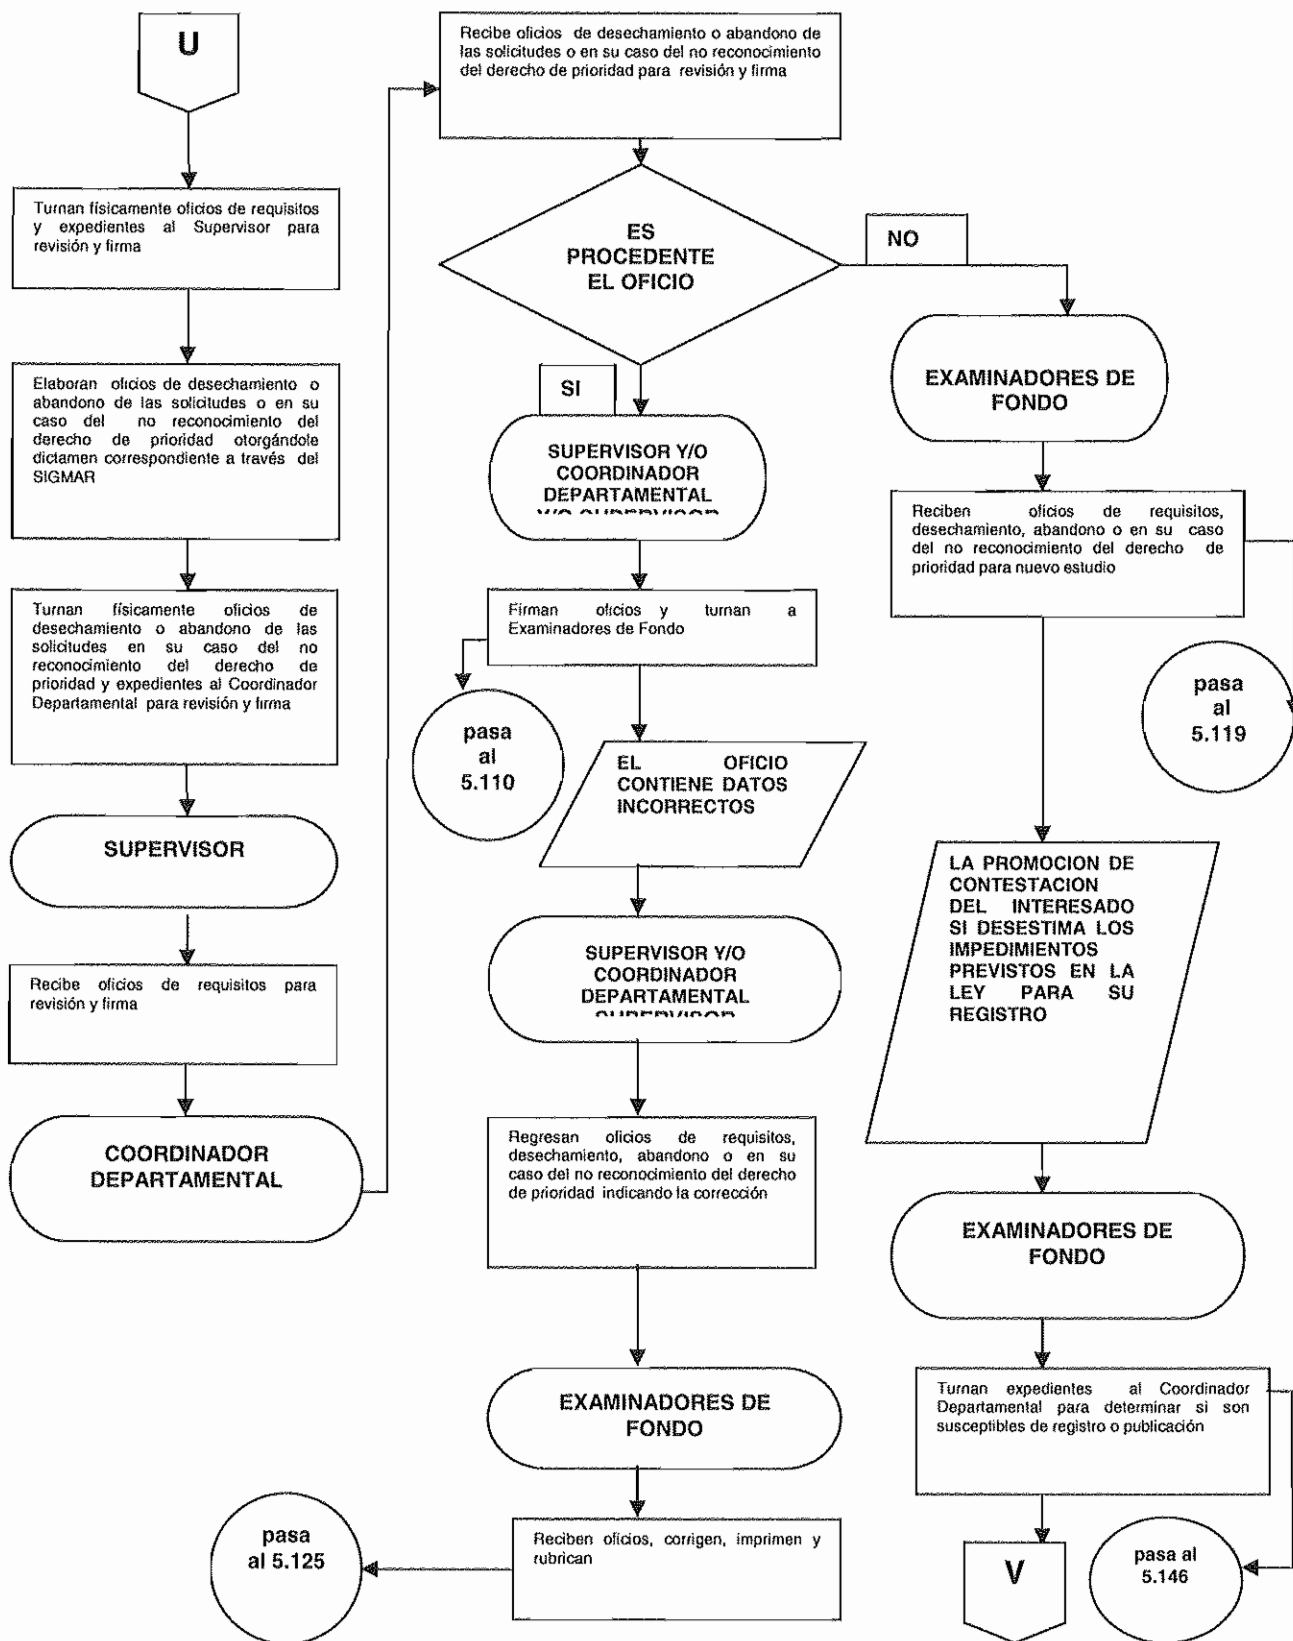 U
Turnan físicamente oficios de requisitos
y expedientes al Supervisor para
revisión y firma
Elaboran oficios de desechamiento o
abandono de las solicitudes o en su
caso del no reconocimiento del
derecho de prioridad otorgándole
dictamen correspondiente a través del
SIGMAR
Turnan físicamente oficios de
desechamiento o abandono de las
solicitudes en su caso del no
reconocimiento del derecho de
prioridad y expedientes al Coordinador
Departamental para revisión y firma
SUPERVISOR
Recibe oficios de requisitos para
revisión y firma
COORDINADOR
DEPARTAMENTAL
Recibe oficios de desechamiento o abandono de
las solicitudes o en su caso del no reconocimiento
del derecho de prioridad para revisión y firma
ES
PROCEDENTE
EL OFICIO
SI
SUPERVISOR Y/O
COORDINADOR
DEPARTAMENTAL
Y/O SUPERVISOR
Firman oficios y turnan a
Examinadores de Fondo
pasa
al
5.110
EL OFICIO
CONTIENE DATOS
INCORRECTOS
SUPERVISOR Y/O
COORDINADOR
DEPARTAMENTAL
SUPERVISOR
Regresan oficios de requisitos,
desechamiento, abandono o en su
caso del no reconocimiento del derecho
de prioridad indicando la corrección
EXAMINADORES DE
FONDO
Reciben oficios, corrigen, imprimen y
rubrican
pasa
al 5.125
NO
EXAMINADORES DE
FONDO
Reciben oficios de requisitos,
desechamiento, abandono o en su caso
del no reconocimiento del derecho de
prioridad para nuevo estudio
pasa
al
5.119
LA PROMOCION DE
CONTESTACION
DEL INTERESADO
SI DESESTIMA LOS
IMPEDIMIENTOS
PREVISTOS EN LA
LEY PARA SU
REGISTRO
EXAMINADORES DE
FONDO
Turnan expedientes al Coordinador
Departamental para determinar si son
susceptibles de registro o publicación
V
pasa al
5.146